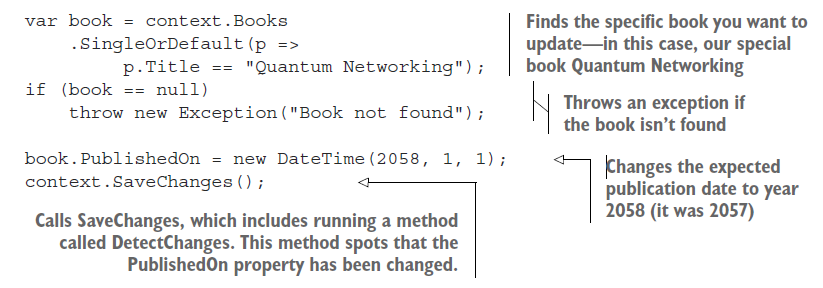 var book = context.Books
.SingleOrDefault(p =>
p.Title == "Quantum Networking");
if (book == null)
throw new Exception("Book not found");
book.PublishedOn = new DateTime(2058, 1, 1);
context.SaveChanges();
Finds the specific book you want to
update—in this case, our special
book Quantum Networking
Throws an exception if
the book isn’t found
Changes the expected
publication date to year
2058 (it was 2057)
Calls SaveChanges, which includes running a method
called DetectChanges. This method spots that the
PublishedOn property has been changed.